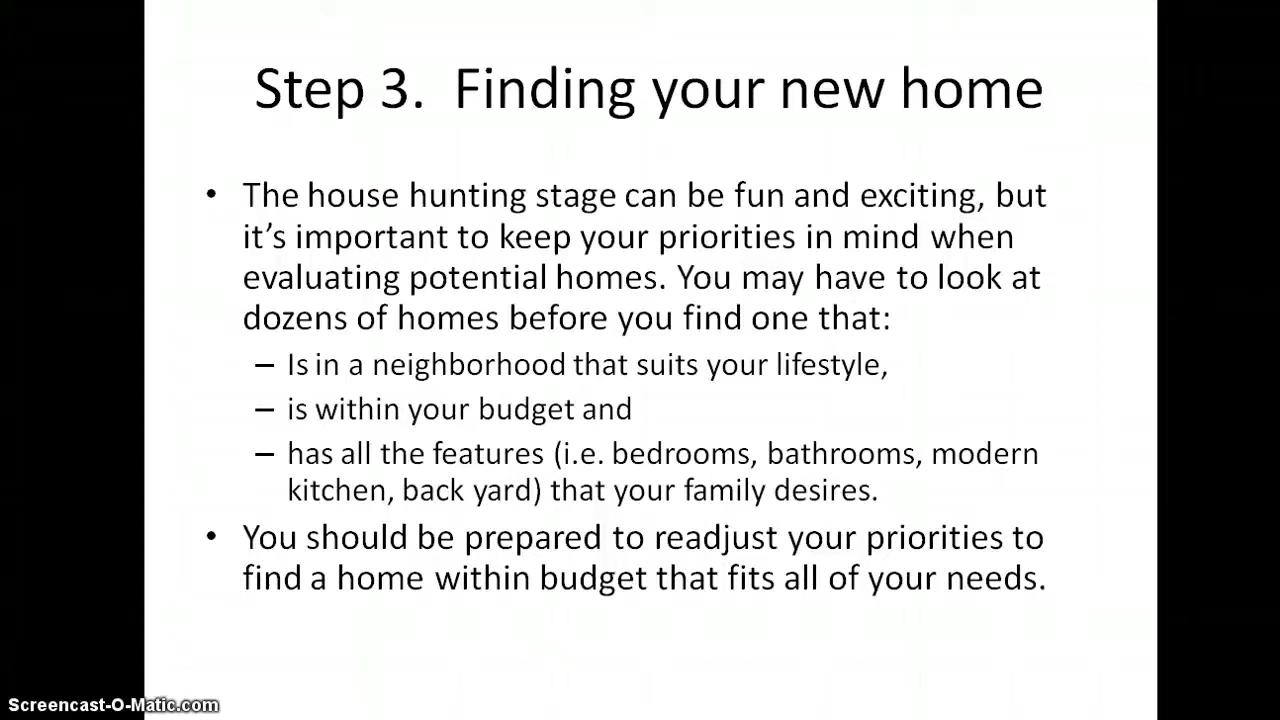 Step 3.  Finding your new home
• The house hunting stage can be fun and exciting, but
it’s important to keep your priorities in mind when
evaluating potential homes. You may have to look at
dozens of homes before you find one that:
– Is in a neighborhood that suits your lifestyle,
– is within your budget and
– has all the features (i.e. bedrooms, bathrooms, modern
kitchen, back yard) that your family desires.
• You should be prepared to readjust your priorities to
find a home within budget that fits all of your needs.
Screencast-O-Matic.com